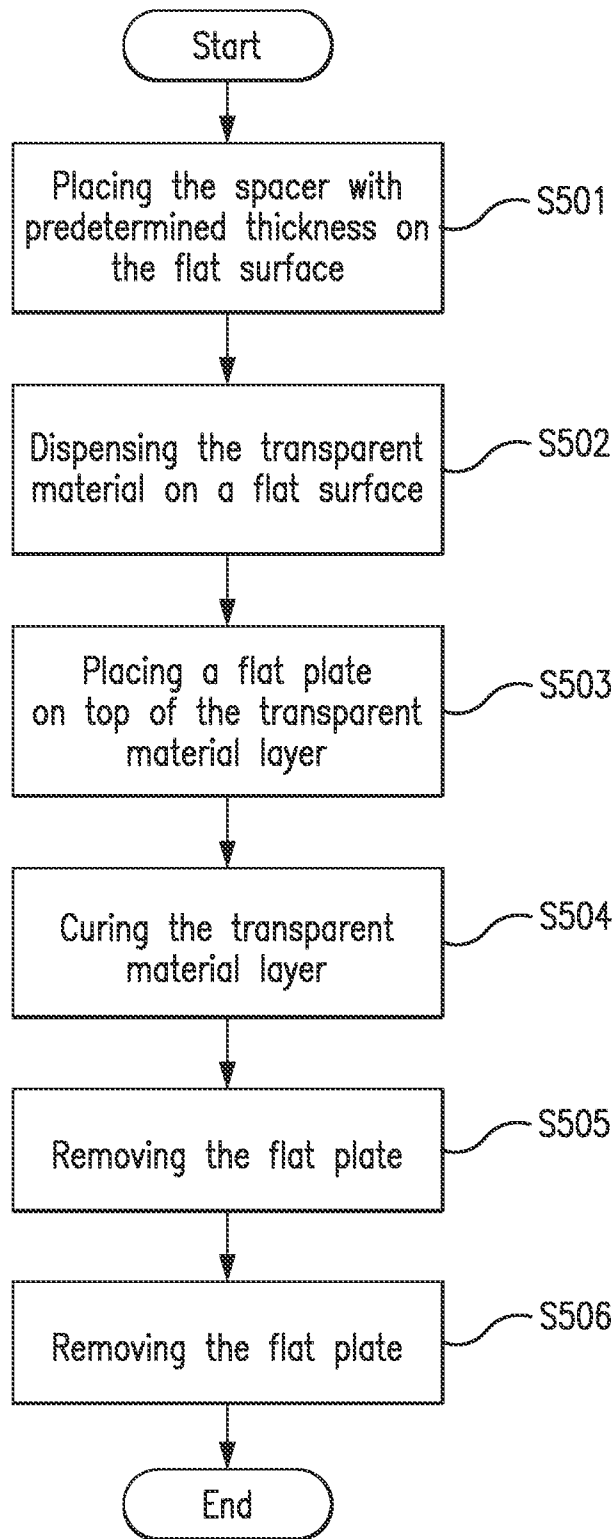 Start
Placing the spacer with
predetermined thickness on
the flat surface
S501
Dispensing the transparent
material on a flat surface
S502
Placing a flat plate
on top of the transparent
material layer
S503
Curing the transparent
material layer
S504
Removing the flat plate
S505
Removing the flat plate
S506
End